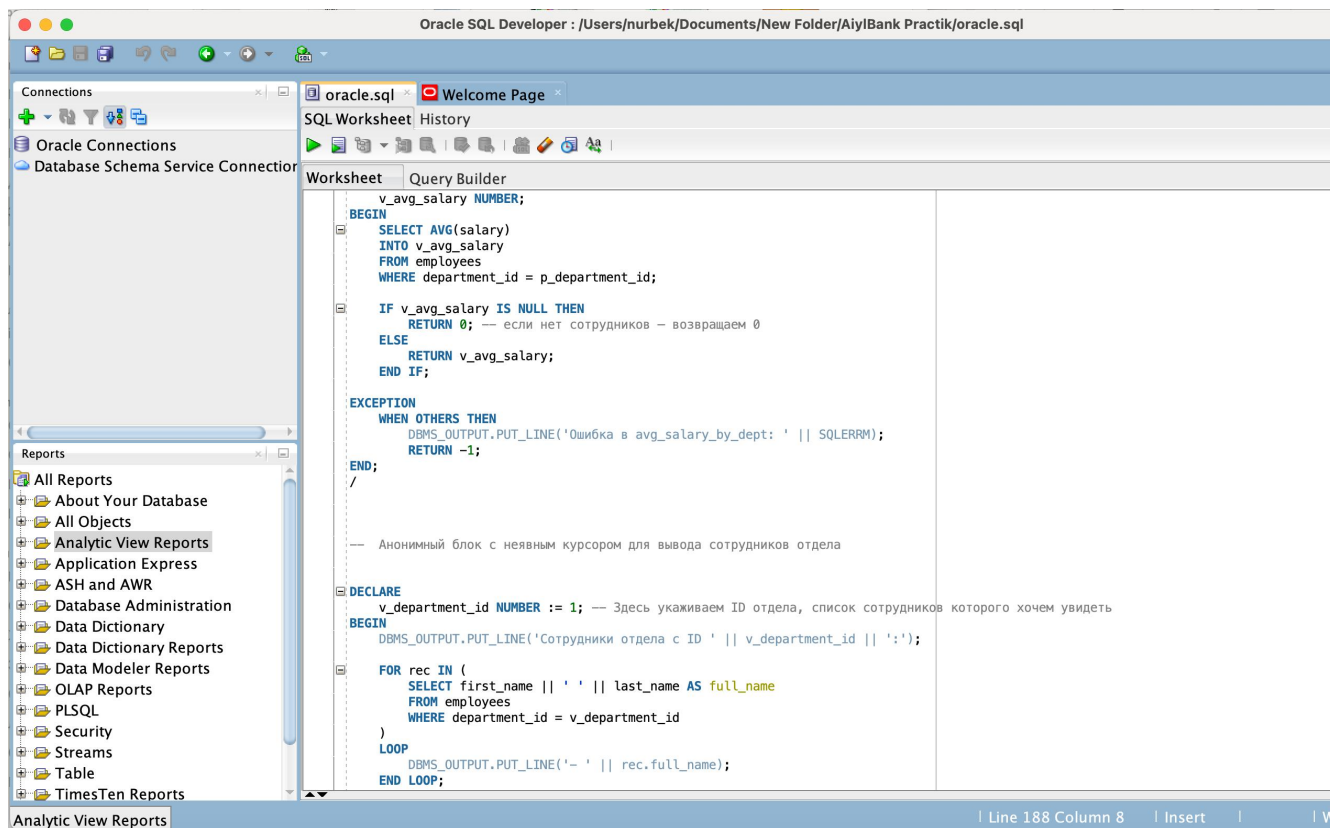 Oracle SQL Developer : /Users/nurbek/Documents/New Folder/AiylBank Practik/oracle.sql
Connections
Oracle Connections
Database Schema Service Connection
Reports
All Reports
About Your Database
All Objects
Analytic View Reports
Application Express
ASH and AWR
Database Administration
Data Dictionary
Data Dictionary Reports
Data Modeler Reports
OLAP Reports
PLSQL
Security
Streams
Table
TimesTen Reports
oracle.sql
Welcome Page
SQL Worksheet History
Worksheet Query Builder
v_avg_salary NUMBER;
BEGIN
SELECT AVG(salary)
INTO v_avg_salary
FROM employees
WHERE department_id = p_department_id;
IF v_avg_salary IS NULL THEN
RETURN 0; -- если нет сотрудников – возвращаем 0
ELSE
RETURN v_avg_salary;
END IF;
EXCEPTION
WHEN OTHERS THEN
DBMS_OUTPUT.PUT_LINE('Ошибка в avg_salary_by_dept: ' || SQLERRM);
RETURN -1;
END;
/
-- Анонимный блок с неявным курсором для вывода сотрудников отдела
DECLARE
v_department_id NUMBER := 1; -- Здесь указываем ID отдела, список сотрудников которого хочем увидеть
BEGIN
DBMS_OUTPUT.PUT_LINE('Сотрудники отдела с ID ' || v_department_id || ':');
FOR rec IN (
SELECT first_name || ' ' || last_name AS full_name
FROM employees
WHERE department_id = v_department_id
)
LOOP
DBMS_OUTPUT.PUT_LINE('- ' || rec.full_name);
END LOOP;
Analytic View Reports
Line 188 Column 8 | Insert